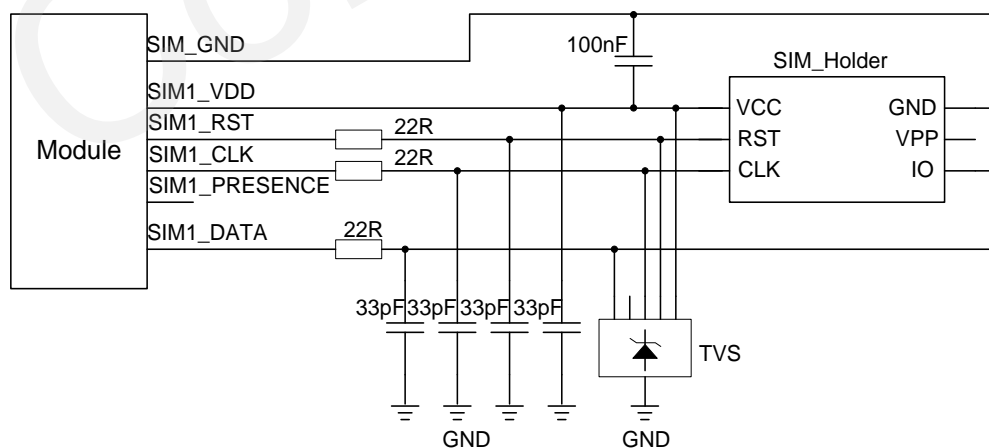 SIM_GND
100nF
SIM_Holder
SIM1_VDD
VCC
GND
SIM1_RST
22R
RST
VPP
Module
SIM1_CLK
22R
CLK
IO
SIM1_PRESENCE
SIM1_DATA
22R
33pF 33pF 33pF 33pF
TVS
GND
GND